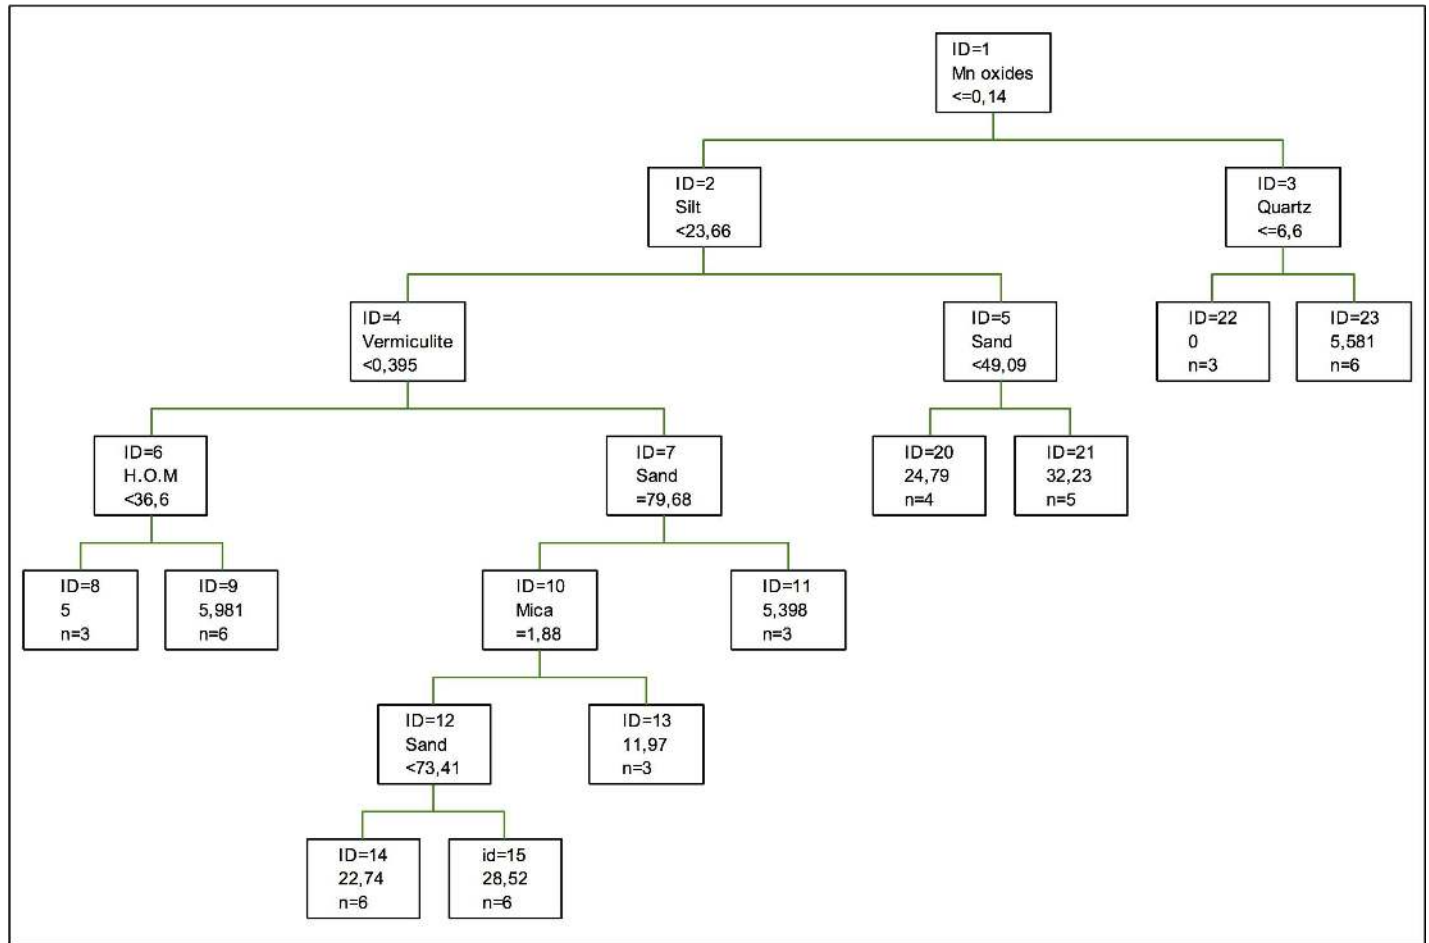 ID=1
Mn oxides
<=0,14
ID=2
Silt
<23,66
ID=3
Quartz
<=6,6
ID=4
Vermiculite
<0,395
ID=5
Sand
<49,09
ID=22
0
n=3
ID=23
5,581
n=6
ID=6
H.O.M
<36,6
ID=7
Sand
=79,68
ID=20
24,79
n=4
ID=21
32,23
n=5
ID=8
5
n=3
ID=9
5,981
n=6
ID=10
Mica
=1,88
ID=11
5,398
n=3
ID=12
Sand
<73,41
ID=13
11,97
n=3
ID=14
22,74
n=6
id=15
28,52
n=6